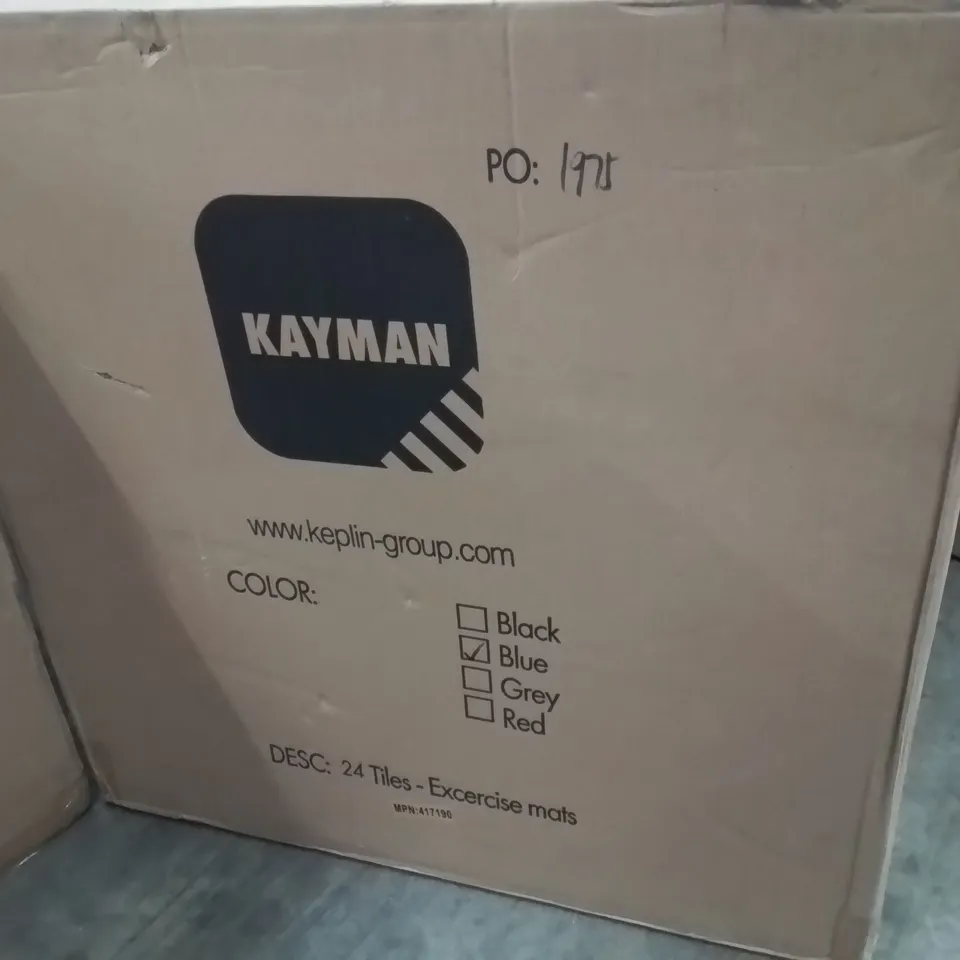 PO: 1975
KAYMAN
www.keplin-group.com
COLOR:
Black
Blue
Grey
Red
DESC: 24 Tiles - Excercise mats
MPN:417190